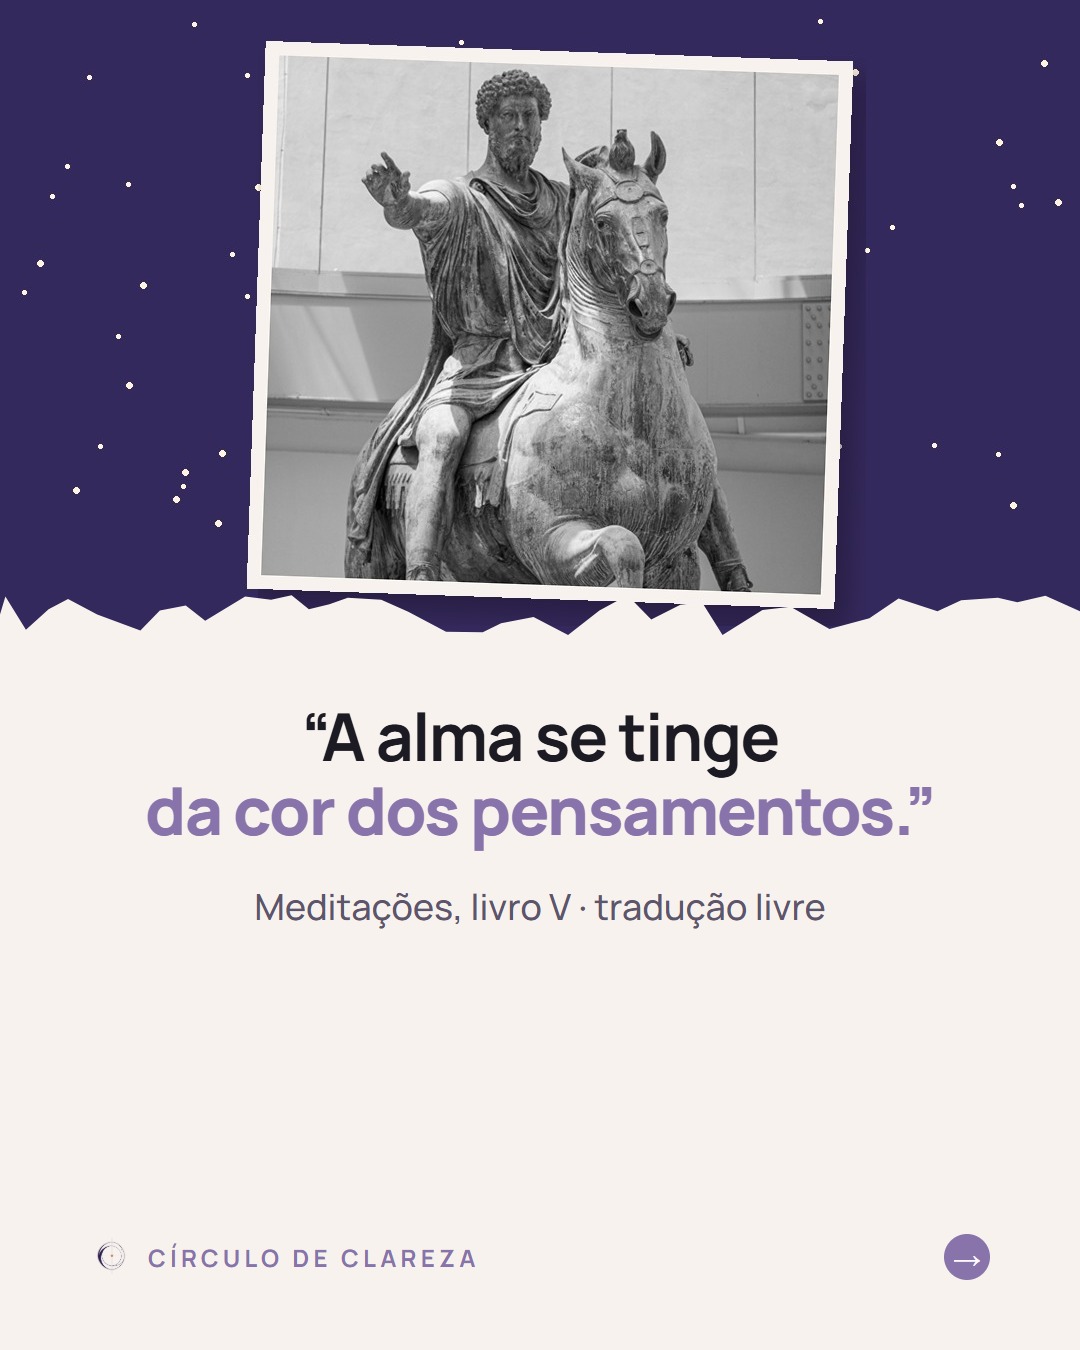 “A alma se tinge
da cor dos pensamentos.”
Meditações, livro V · tradução livre
CÍRCULO DE CLAREZA
→